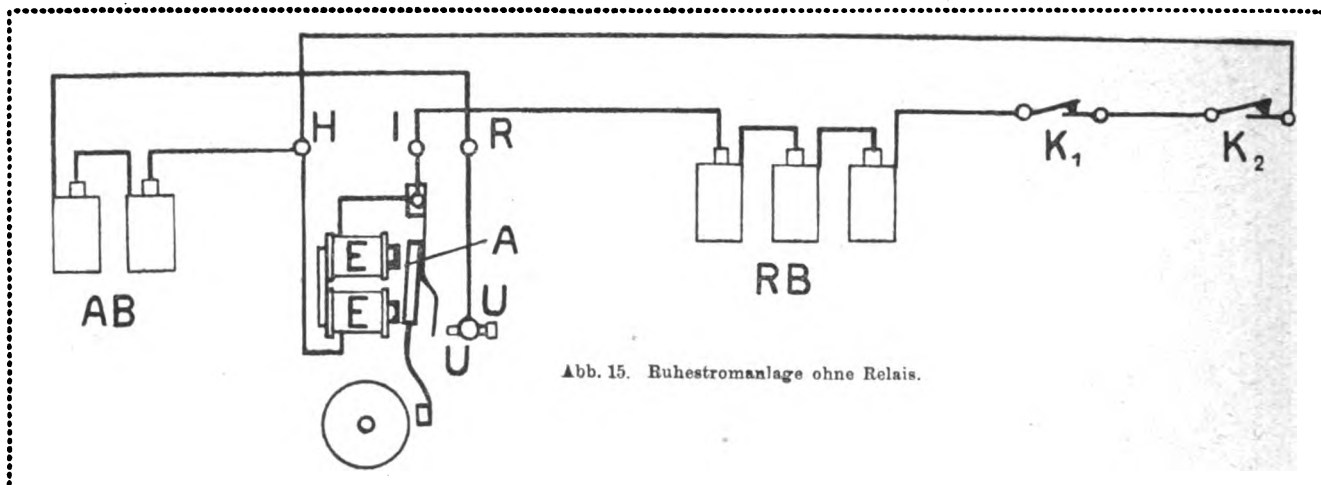 H I R
K₁ K₂
E A
E
RB
AB
U
U
Abb. 15. Ruhestromanlage ohne Relais.